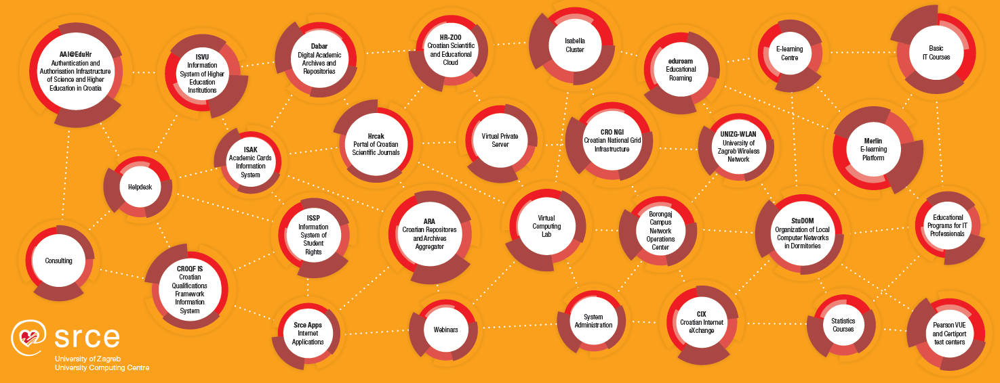 AAI@EduHr
Authentication and
Authorisation Infrastructure
of Science and Higher
Education in Croatia
ISVU
Information
System of Higher
Education
Institutions
Dabar
Digital Academic
Archives and
Repositories
HR-ZOO
Croatian Scientific
and Educational
Cloud
Isabella
Cluster
eduroam
Educational
Roaming
E-learning
Centre
Basic
IT Courses
Helpdesk
ISAK
Academic Cards
Information
System
Hrcak
Portal of Croatian
Scientific Journals
Virtual Private
Server
CRO NGI
Croatian National Grid
Infrastructure
UNIZG-WLAN
University of
Zagreb Wireless
Network
Merlin
E-learning
Platform
Consulting
CROQF IS
Croatian
Qualifications
Framework
Information
System
ISSP
Information
System of
Student
Rights
ARA
Croatian Repositores
and Archives
Aggregator
Virtual
Computing
Lab
Borongaj
Campus
Network
Operations
Center
StuDOM
Organization of Local
Computer Networks
in Dormitories
Educational
Programs for IT
Professionals
Srce Apps
Internet
Applications
Webinars
System
Administration
CIX
Croatian Internet
eXchange
Statistics
Courses
Pearson VUE
and Certiport
test centers
srce
University of Zagreb
University Computing Centre